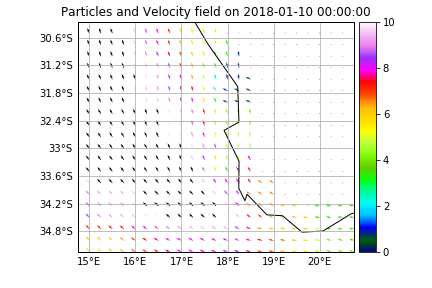 Particles and Velocity field on 2018-01-10 00:00:00
30.6°S
31.2°S
31.8°S
32.4°S
33°S
33.6°S
34.2°S
34.8°S
15°E 16°E 17°E 18°E 19°E 20°E
10
8
6
4
2
0